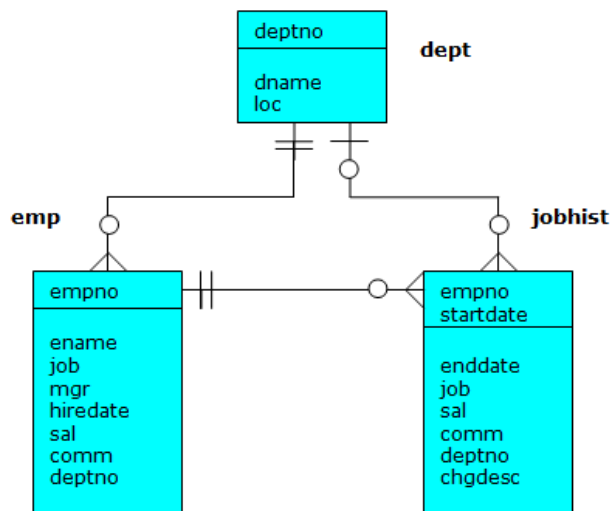 deptno
dept
dname
loc
emp
jobhist
empno
ename
job
mgr
hiredate
sal
comm
deptno
empno
startdate
enddate
job
sal
comm
deptno
chgdesc